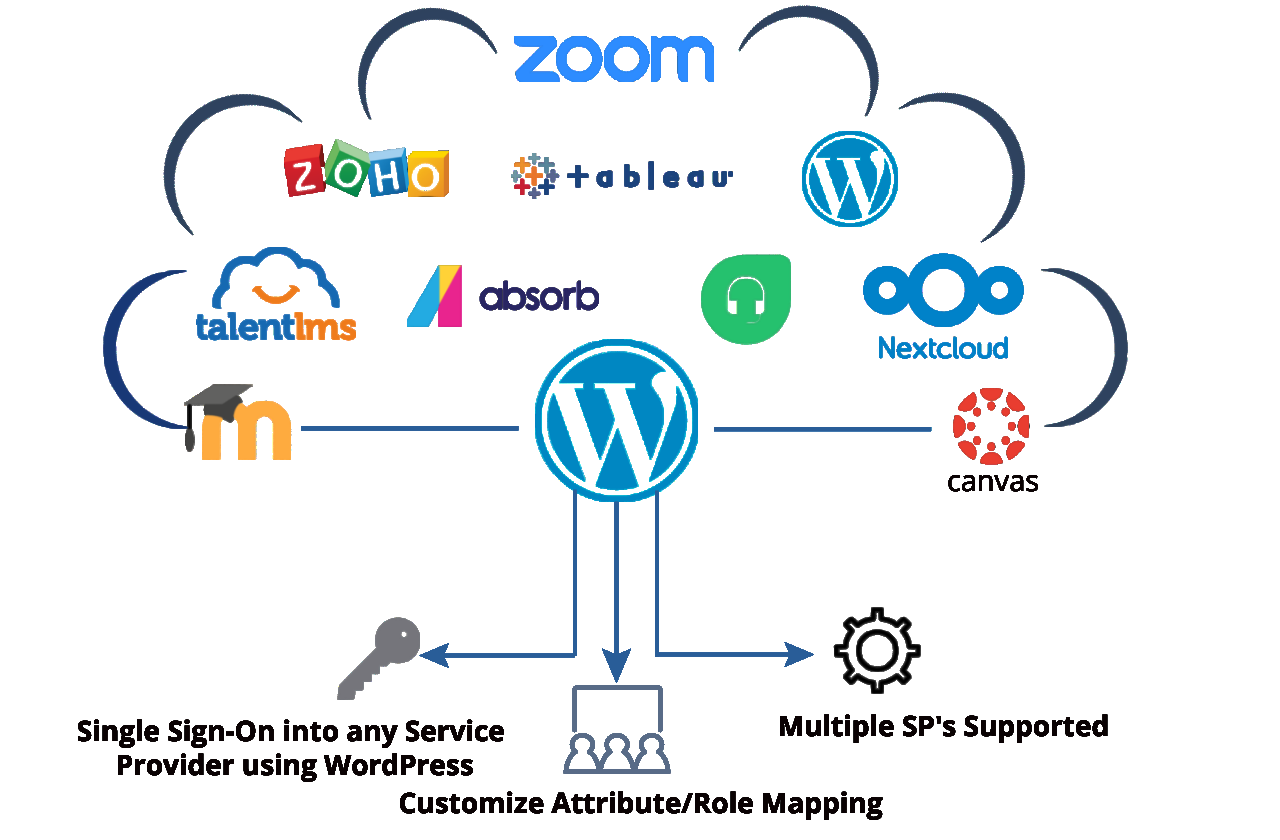 zoom
ZOHO
+ableau
talentlms
absorb
Nextcloud
m
canvas
Single Sign-On into any Service
Provider using WordPress
Multiple SP's Supported
Customize Attribute/Role Mapping